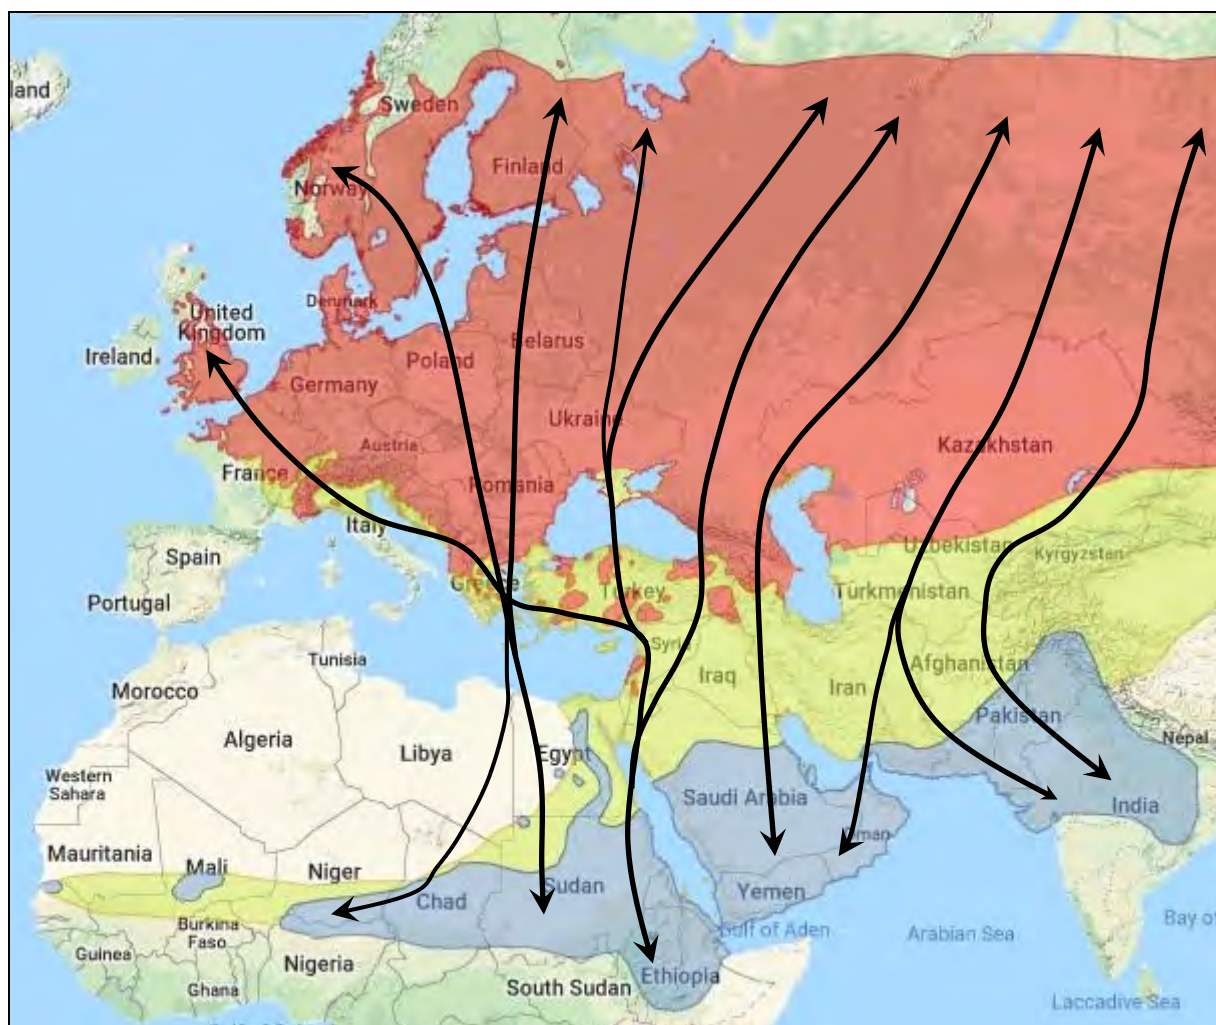 land
Sweden
Finland
Norway
United
Kingdom
Denmark
Ireland
Belarus
Poland
Germany
Ukraine
Austria
Kazakhstan
France
Romania
Italy
Spain
Uzbekistan
Kyrgyzstan
Greece
Turkey
Turkmenistan
Portugal
Syria
Tunisia
Afghanistan
Iraq
Iran
Morocco
Pakistan
Algeria
Libya
Egypt
Nepal
Western
Sahara
Saudi Arabia
India
Oman
Mauritania
Mali
Niger
Sudan
Chad
Yemen
Burkina
Faso
Gulf of Aden
Arabian Sea
Bay of
Guinea
Nigeria
Ethiopia
Ghana
South Sudan
Laccadive Sea